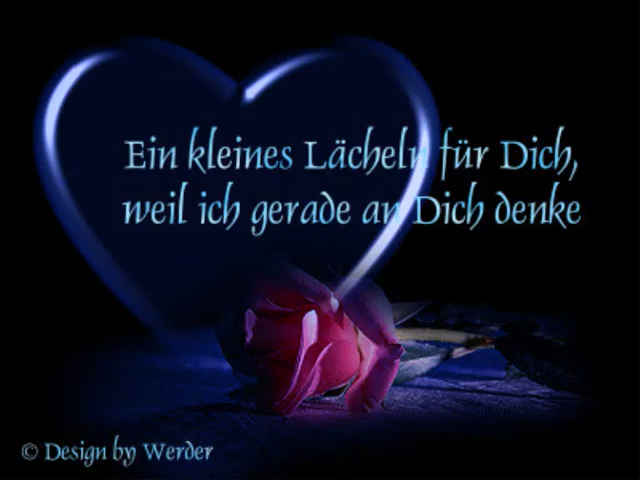 Ein kleines Lächeln für Dich,
weil ich gerade an Dich denke
© Design by Werder